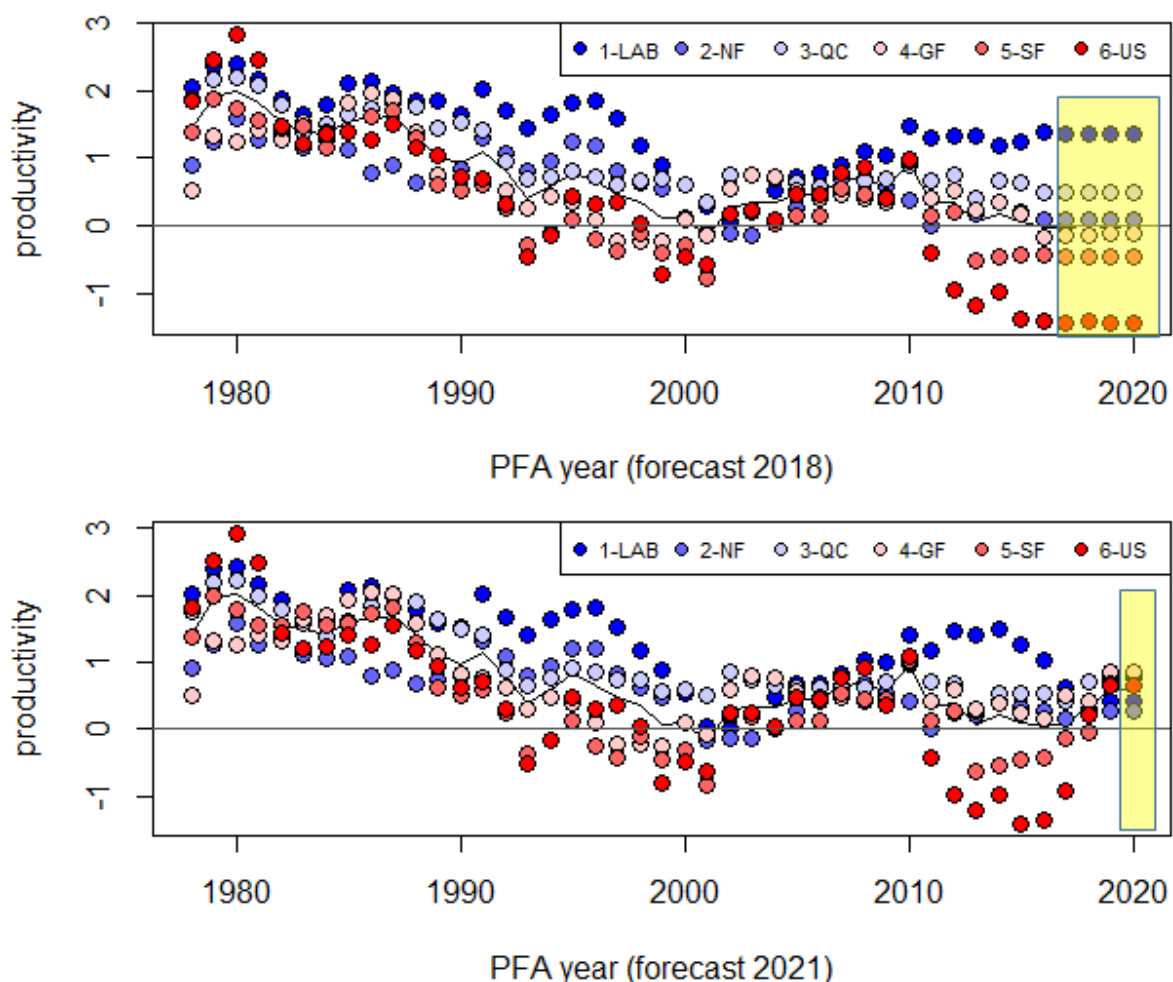 3
2
1
0
-1
productivity
1-LAB 2-NF 3-QC 4-GF 5-SF 6-US
1980 1990 2000 2010 2020
PFA year (forecast 2018)
3
2
1
0
-1
productivity
1-LAB 2-NF 3-QC 4-GF 5-SF 6-US
1980 1990 2000 2010 2020
PFA year (forecast 2021)